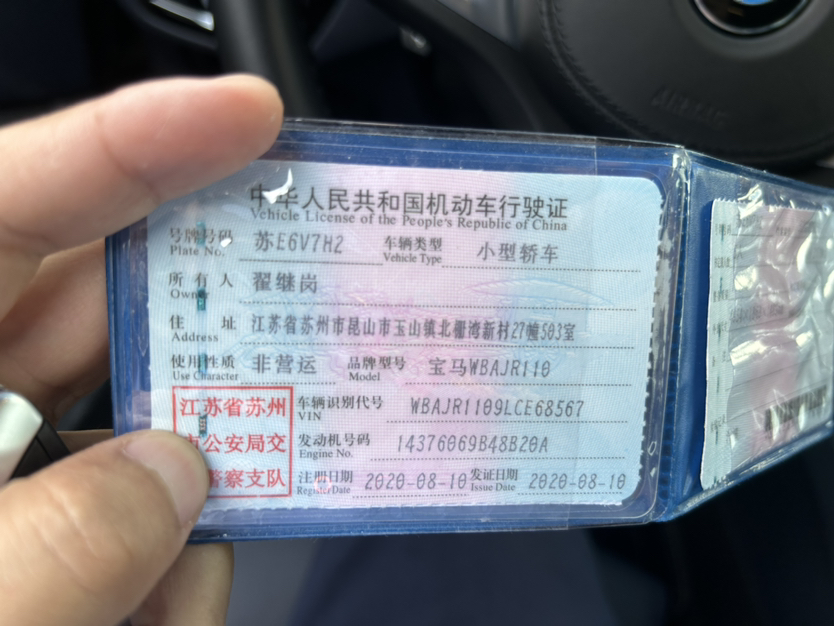 中华人民共和国机动车行驶证
Vehicle License of the People's Republic of China
号牌号码 苏E6V7H2 车辆类型 小型轿车
Plate No. Vehicle Type
所有人 翟继岗
Owner
住址 江苏省苏州市昆山市玉山镇北珊湾新村27幢503室
Address
使用性质 非营运 品牌型号 宝马WBAJR110
Use Character Model
江苏省苏州 车辆识别代号 WBAJR1109LCE68567
VIN
市公安局交 发动机号码 14376069B48B20A
Engine No.
警察支队 注册日期 2020-08-10 发证日期 2020-08-10
Register Date Issue Date